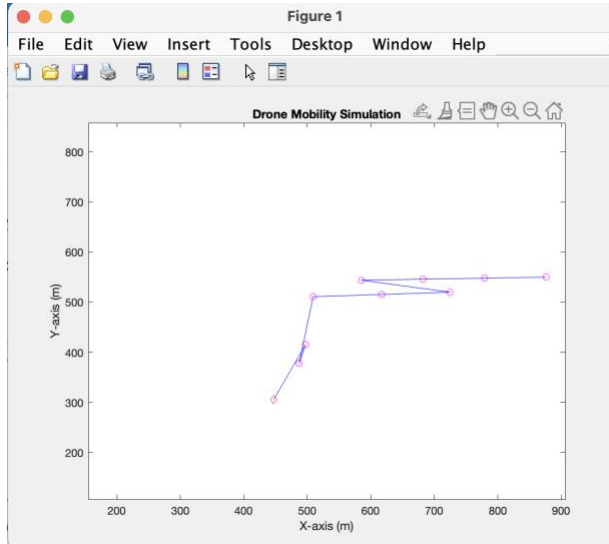 Figure 1
File Edit View Insert Tools Desktop Window Help
Drone Mobility Simulation
800
700
600
500
400
300
200
Y-axis (m)
200 300 400 500 600 700 800 900
X-axis (m)